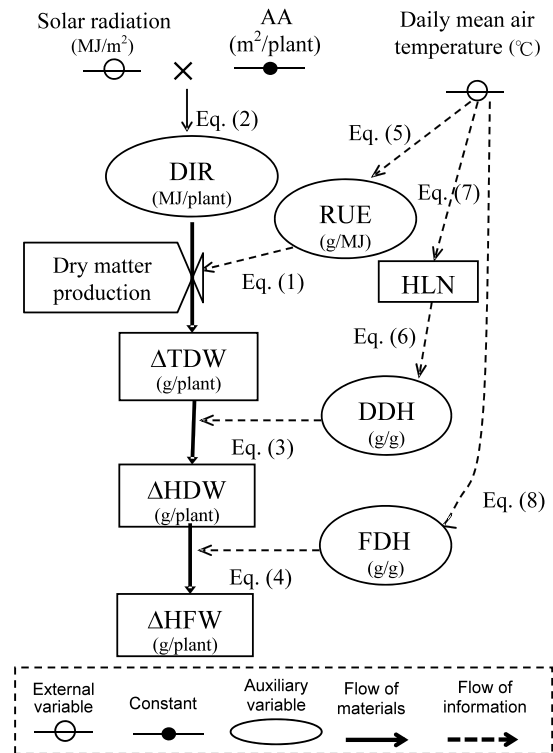 Solar radiation
(MJ/m²)
×
AA
(m²/plant)
Daily mean air
temperature (℃)
Eq. (2)
Eq. (5)
DIR
(MJ/plant)
Eq. (7)
RUE
(g/MJ)
Dry matter
production
Eq. (1)
HLN
Eq. (6)
ΔTDW
(g/plant)
DDH
(g/g)
Eq. (3)
ΔHDW
(g/plant)
Eq. (8)
FDH
(g/g)
Eq. (4)
ΔHFW
(g/plant)
External
variable
Constant
Auxiliary
variable
Flow of
materials
Flow of
information